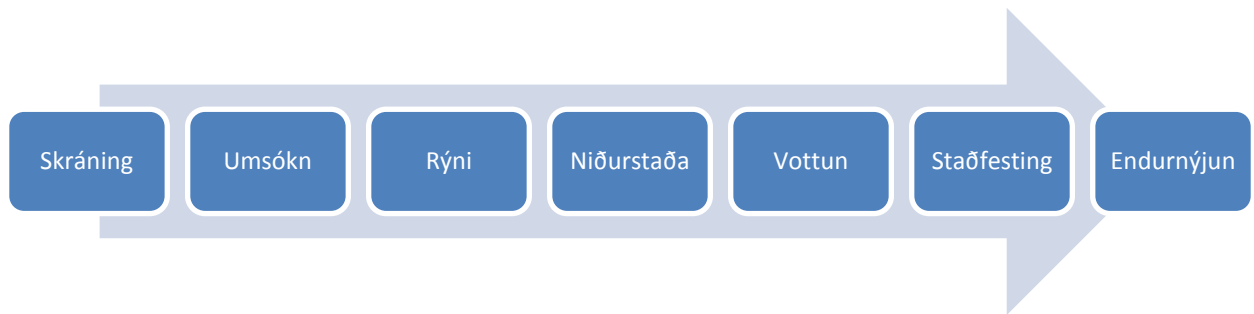 Skráning
Umsókn
Rýni
Niðurstaða
Vottun
Staðfesting
Endurnýjun